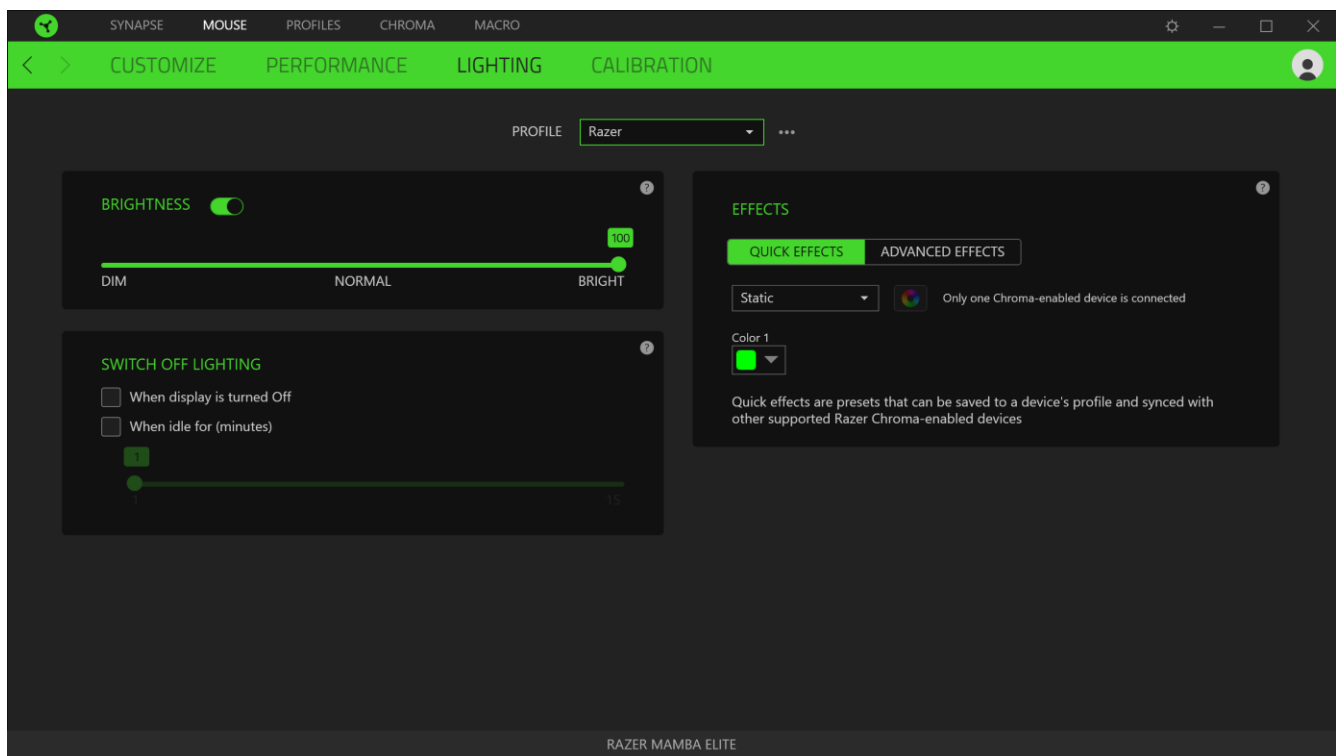 SYNAPSE MOUSE PROFILES CHROMA MACRO
CUSTOMIZE PERFORMANCE LIGHTING CALIBRATION
PROFILE Razer
BRIGHTNESS
100
DIM NORMAL BRIGHT
SWITCH OFF LIGHTING
When display is turned Off
When idle for (minutes)
1
1 15
EFFECTS
QUICK EFFECTS ADVANCED EFFECTS
Static Only one Chroma-enabled device is connected
Color 1
Quick effects are presets that can be saved to a device's profile and synced with
other supported Razer Chroma-enabled devices
RAZER MAMBA ELITE